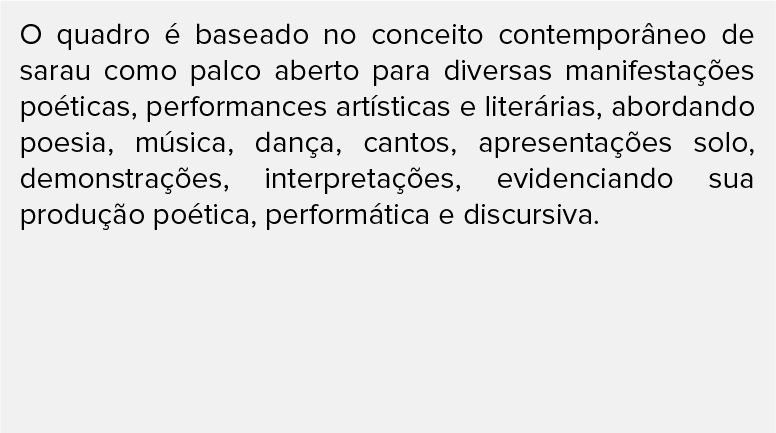 O quadro é baseado no conceito contemporâneo de
sarau como palco aberto para diversas manifestações
poéticas, performances artísticas e literárias, abordando
poesia, música, dança, cantos, apresentações solo,
demonstrações, interpretações, evidenciando sua
produção poética, performática e discursiva.